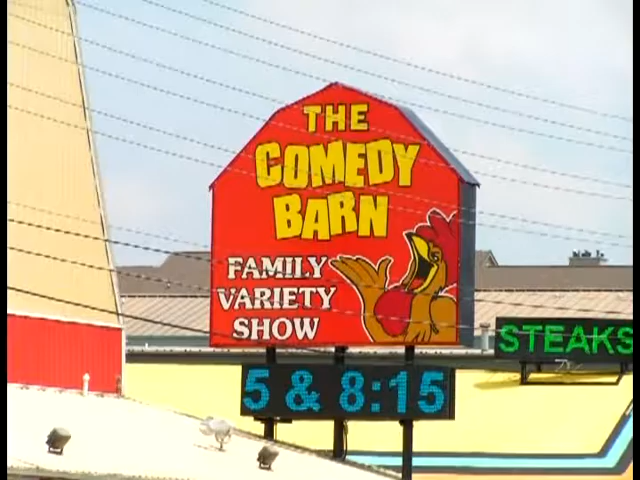 THE
COMEDY
BARN
FAMILY
VARIETY
SHOW
5 & 8:15
STEAKS